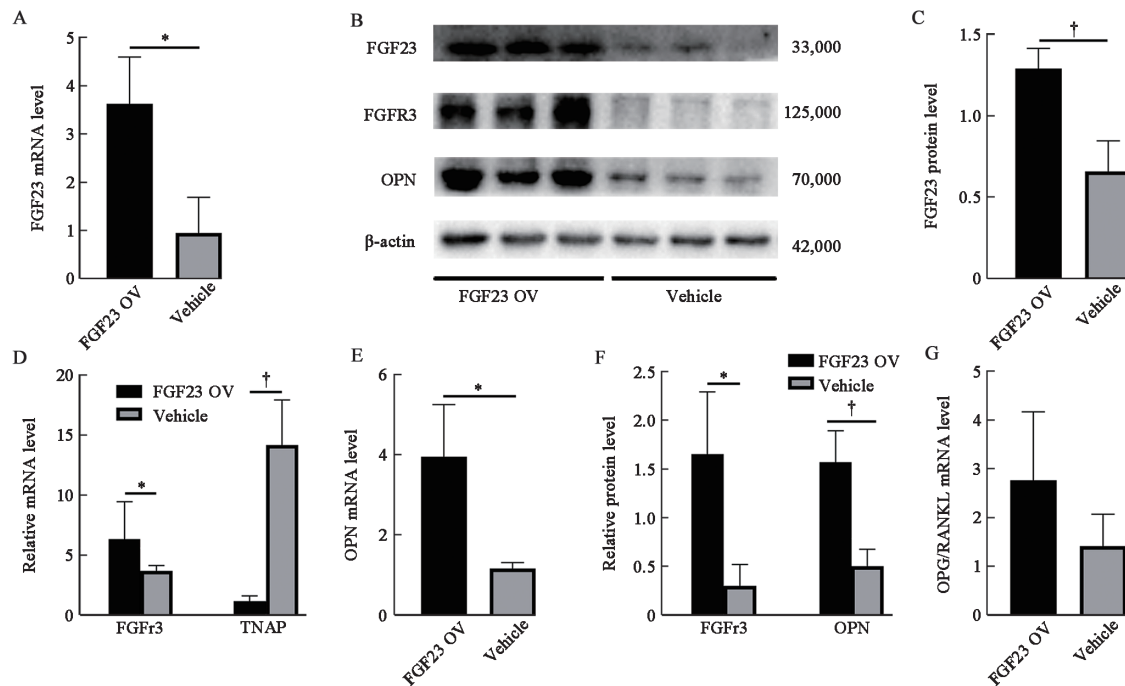 A
FGF23 mRNA level
5
4
3
2
1
0
*
FGF23 OV
Vehicle
B
FGF23
33,000
FGFR3
125,000
OPN
70,000
β-actin
42,000
FGF23 OV
Vehicle
C
FGF23 protein level
1.5
1.0
0.5
0
†
FGF23 OV
Vehicle
D
Relative mRNA level
20
15
10
5
0
FGF23 OV
Vehicle
*
†
FGFr3
TNAP
E
OPN mRNA level
6
4
2
0
*
FGF23 OV
Vehicle
F
Relative protein level
2.5
2.0
1.5
1.0
0.5
0
FGF23 OV
Vehicle
*
†
FGFr3
OPN
G
OPG/RANKL mRNA level
5
4
3
2
1
0
FGF23 OV
Vehicle